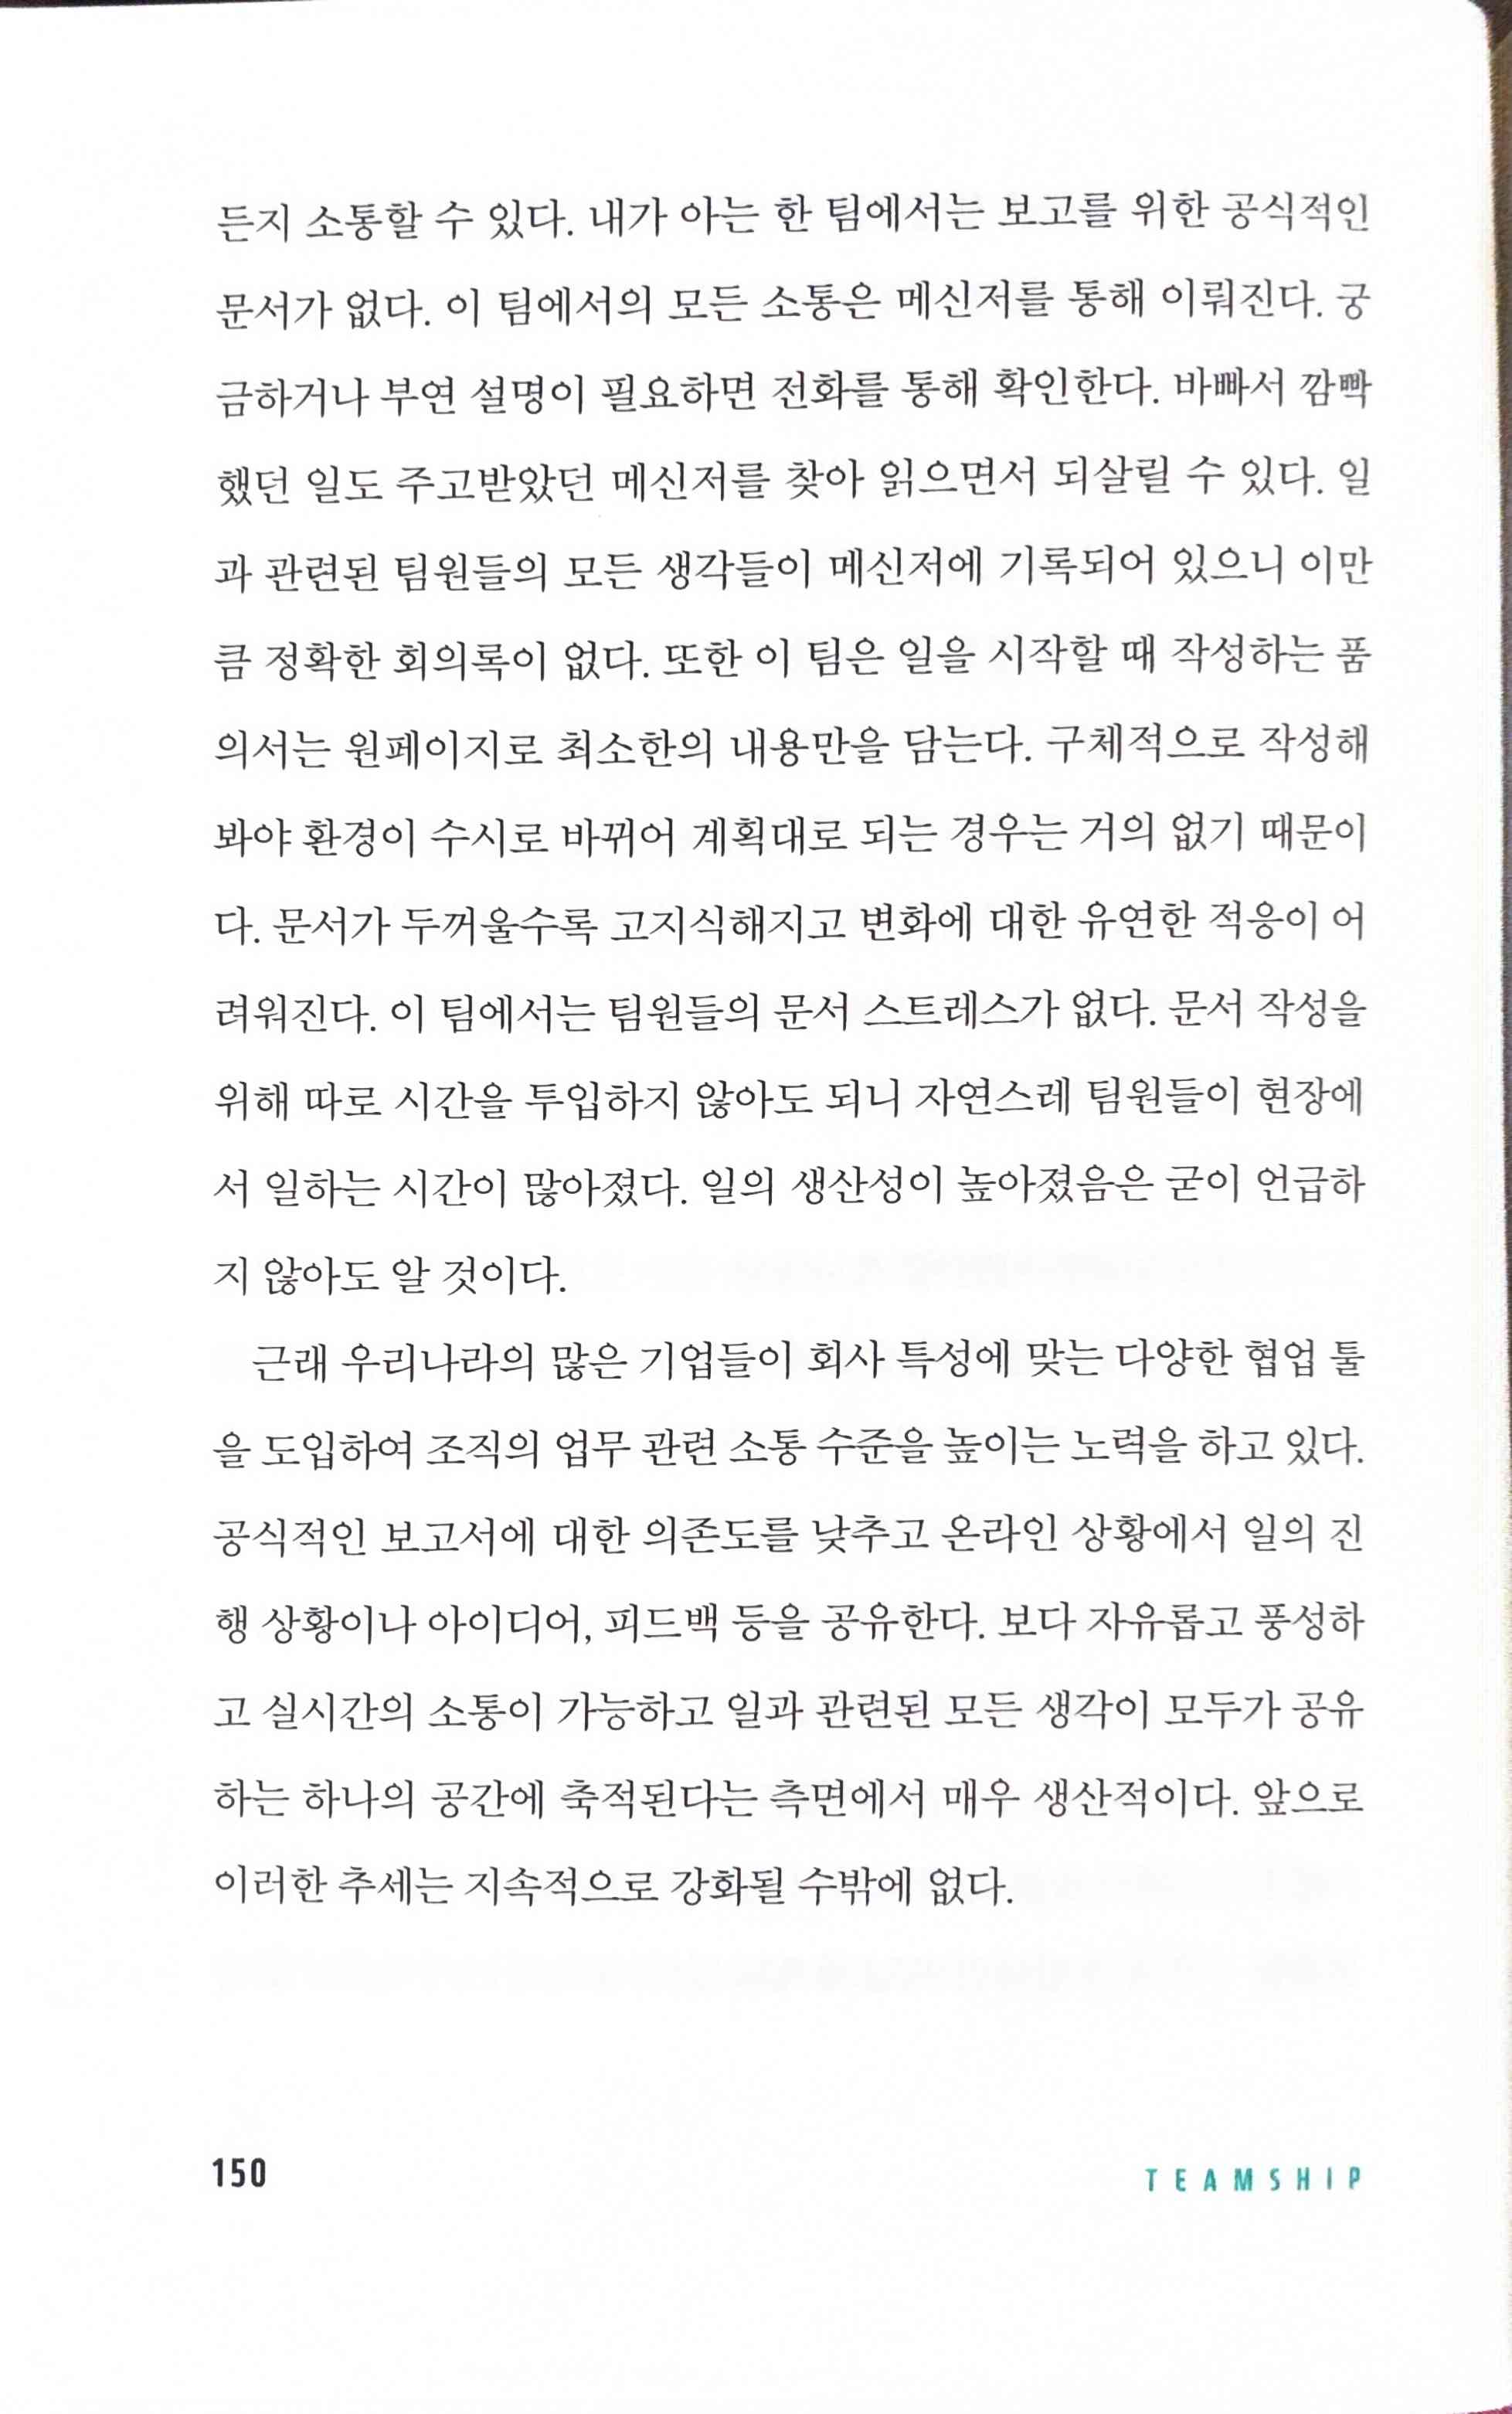 든지 소통할 수 있다. 내가 아는 한 팀에서는 보고를 위한 공식적인
문서가 없다. 이 팀에서의 모든 소통은 메신저를 통해 이뤄진다. 궁
금하거나 부연 설명이 필요하면 전화를 통해 확인한다. 바빠서 깜빡
했던 일도 주고받았던 메신저를 찾아 읽으면서 되살릴 수 있다. 일
과 관련된 팀원들의 모든 생각들이 메신저에 기록되어 있으니 이만
큼 정확한 회의록이 없다. 또한 이 팀은 일을 시작할 때 작성하는 품
의서는 원페이지로 최소한의 내용만을 담는다. 구체적으로 작성해
봐야 환경이 수시로 바뀌어 계획대로 되는 경우는 거의 없기 때문이
다. 문서가 두꺼울수록 고지식해지고 변화에 대한 유연한 적응이 어
려워진다. 이 팀에서는 팀원들의 문서 스트레스가 없다. 문서 작성을
위해 따로 시간을 투입하지 않아도 되니 자연스레 팀원들이 현장에
서 일하는 시간이 많아졌다. 일의 생산성이 높아졌음은 굳이 언급하
지 않아도 알 것이다.
근래 우리나라의 많은 기업들이 회사 특성에 맞는 다양한 협업 툴
을 도입하여 조직의 업무 관련 소통 수준을 높이는 노력을 하고 있다.
공식적인 보고서에 대한 의존도를 낮추고 온라인 상황에서 일의 진
행 상황이나 아이디어, 피드백 등을 공유한다. 보다 자유롭고 풍성하
고 실시간의 소통이 가능하고 일과 관련된 모든 생각이 모두가 공유
하는 하나의 공간에 축적된다는 측면에서 매우 생산적이다. 앞으로
이러한 추세는 지속적으로 강화될 수밖에 없다.
150
TEAMSHIP